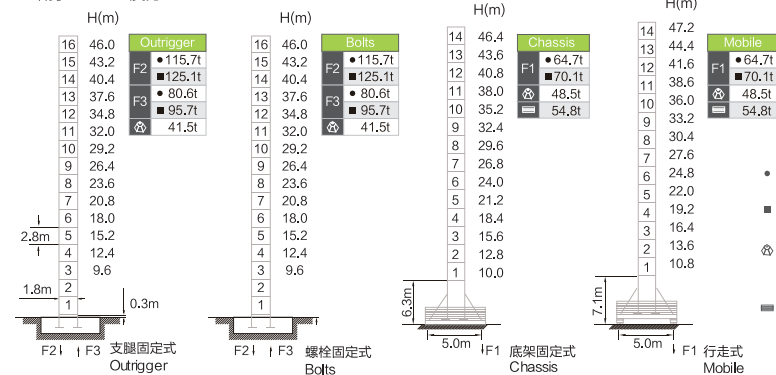 H(m)
16 46.0
15 43.2
14 40.4
13 37.6
12 34.8
11 32.0
10 29.2
9 26.4
8 23.6
7 20.8
6 18.0
5 15.2
4 12.4
3 9.6
2
1
2.8m
1.8m
0.3m
Outrigger
F2 ● 115.7t
■ 125.1t
F3 ● 80.6t
■ 95.7t
41.5t
F2 F3 支腿固定式
Outrigger
H(m)
16 46.0
15 43.2
14 40.4
13 37.6
12 34.8
11 32.0
10 29.2
9 26.4
8 23.6
7 20.8
6 18.0
5 15.2
4 12.4
3 9.6
2
1
Bolts
F2 ● 115.7t
■ 125.1t
F3 ● 80.6t
■ 95.7t
41.5t
F2 F3 螺栓固定式
Bolts
H(m)
14 46.4
13 43.6
12 40.8
11 38.0
10 35.2
9 32.4
8 29.6
7 26.8
6 24.0
5 21.2
4 18.4
3 15.6
2 12.8
1 10.0
6.3m
5.0m
Chassis
F1 ● 64.7t
■ 70.1t
48.5t
54.8t
F1 底架固定式
Chassis
H(m)
14 47.2
13 44.4
12 41.6
11 38.8
10 36.0
9 33.2
8 30.4
7 27.6
6 24.8
5 22.0
4 19.2
3 16.4
2 13.6
1 10.8
7.1m
5.0m
Mobile
F1 ● 64.7t
■ 70.1t
48.5t
54.8t
F1 行走式
Mobile